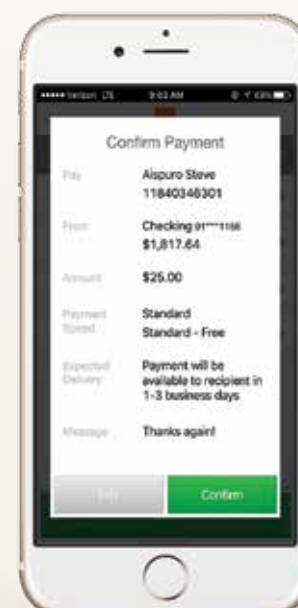 Verizon LTE 9:02 AM
Confirm Payment
Pay Aispuro Steve
11840346301
From Checking
$1,817.64
Amount $25.00
Payment Standard
Speed Standard - Free
Expected Payment will be
Delivery available to recipient in
1-3 business days
Message Thanks again!
Edit Confirm